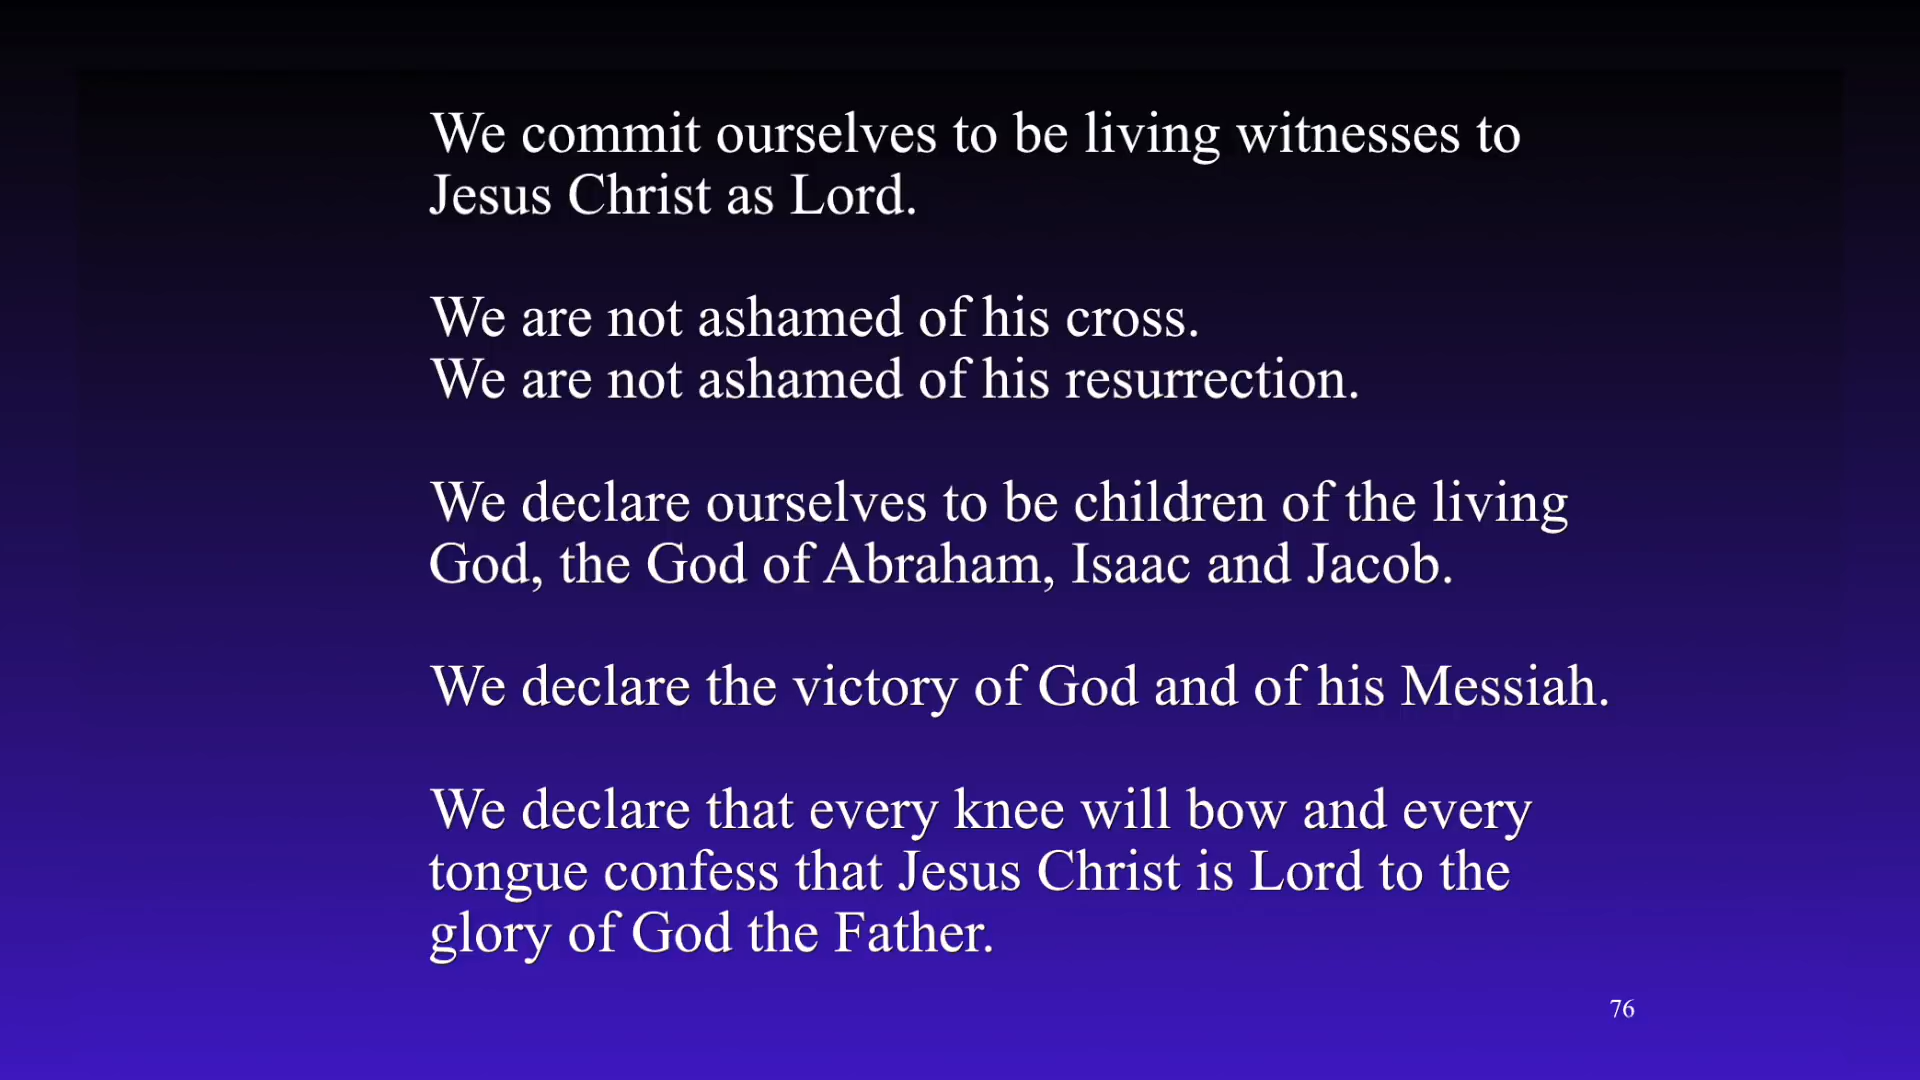 We commit ourselves to be living witnesses to
Jesus Christ as Lord.
We are not ashamed of his cross.
We are not ashamed of his resurrection.
We declare ourselves to be children of the living
God, the God of Abraham, Isaac and Jacob.
We declare the victory of God and of his Messiah.
We declare that every knee will bow and every
tongue confess that Jesus Christ is Lord to the
glory of God the Father.
76